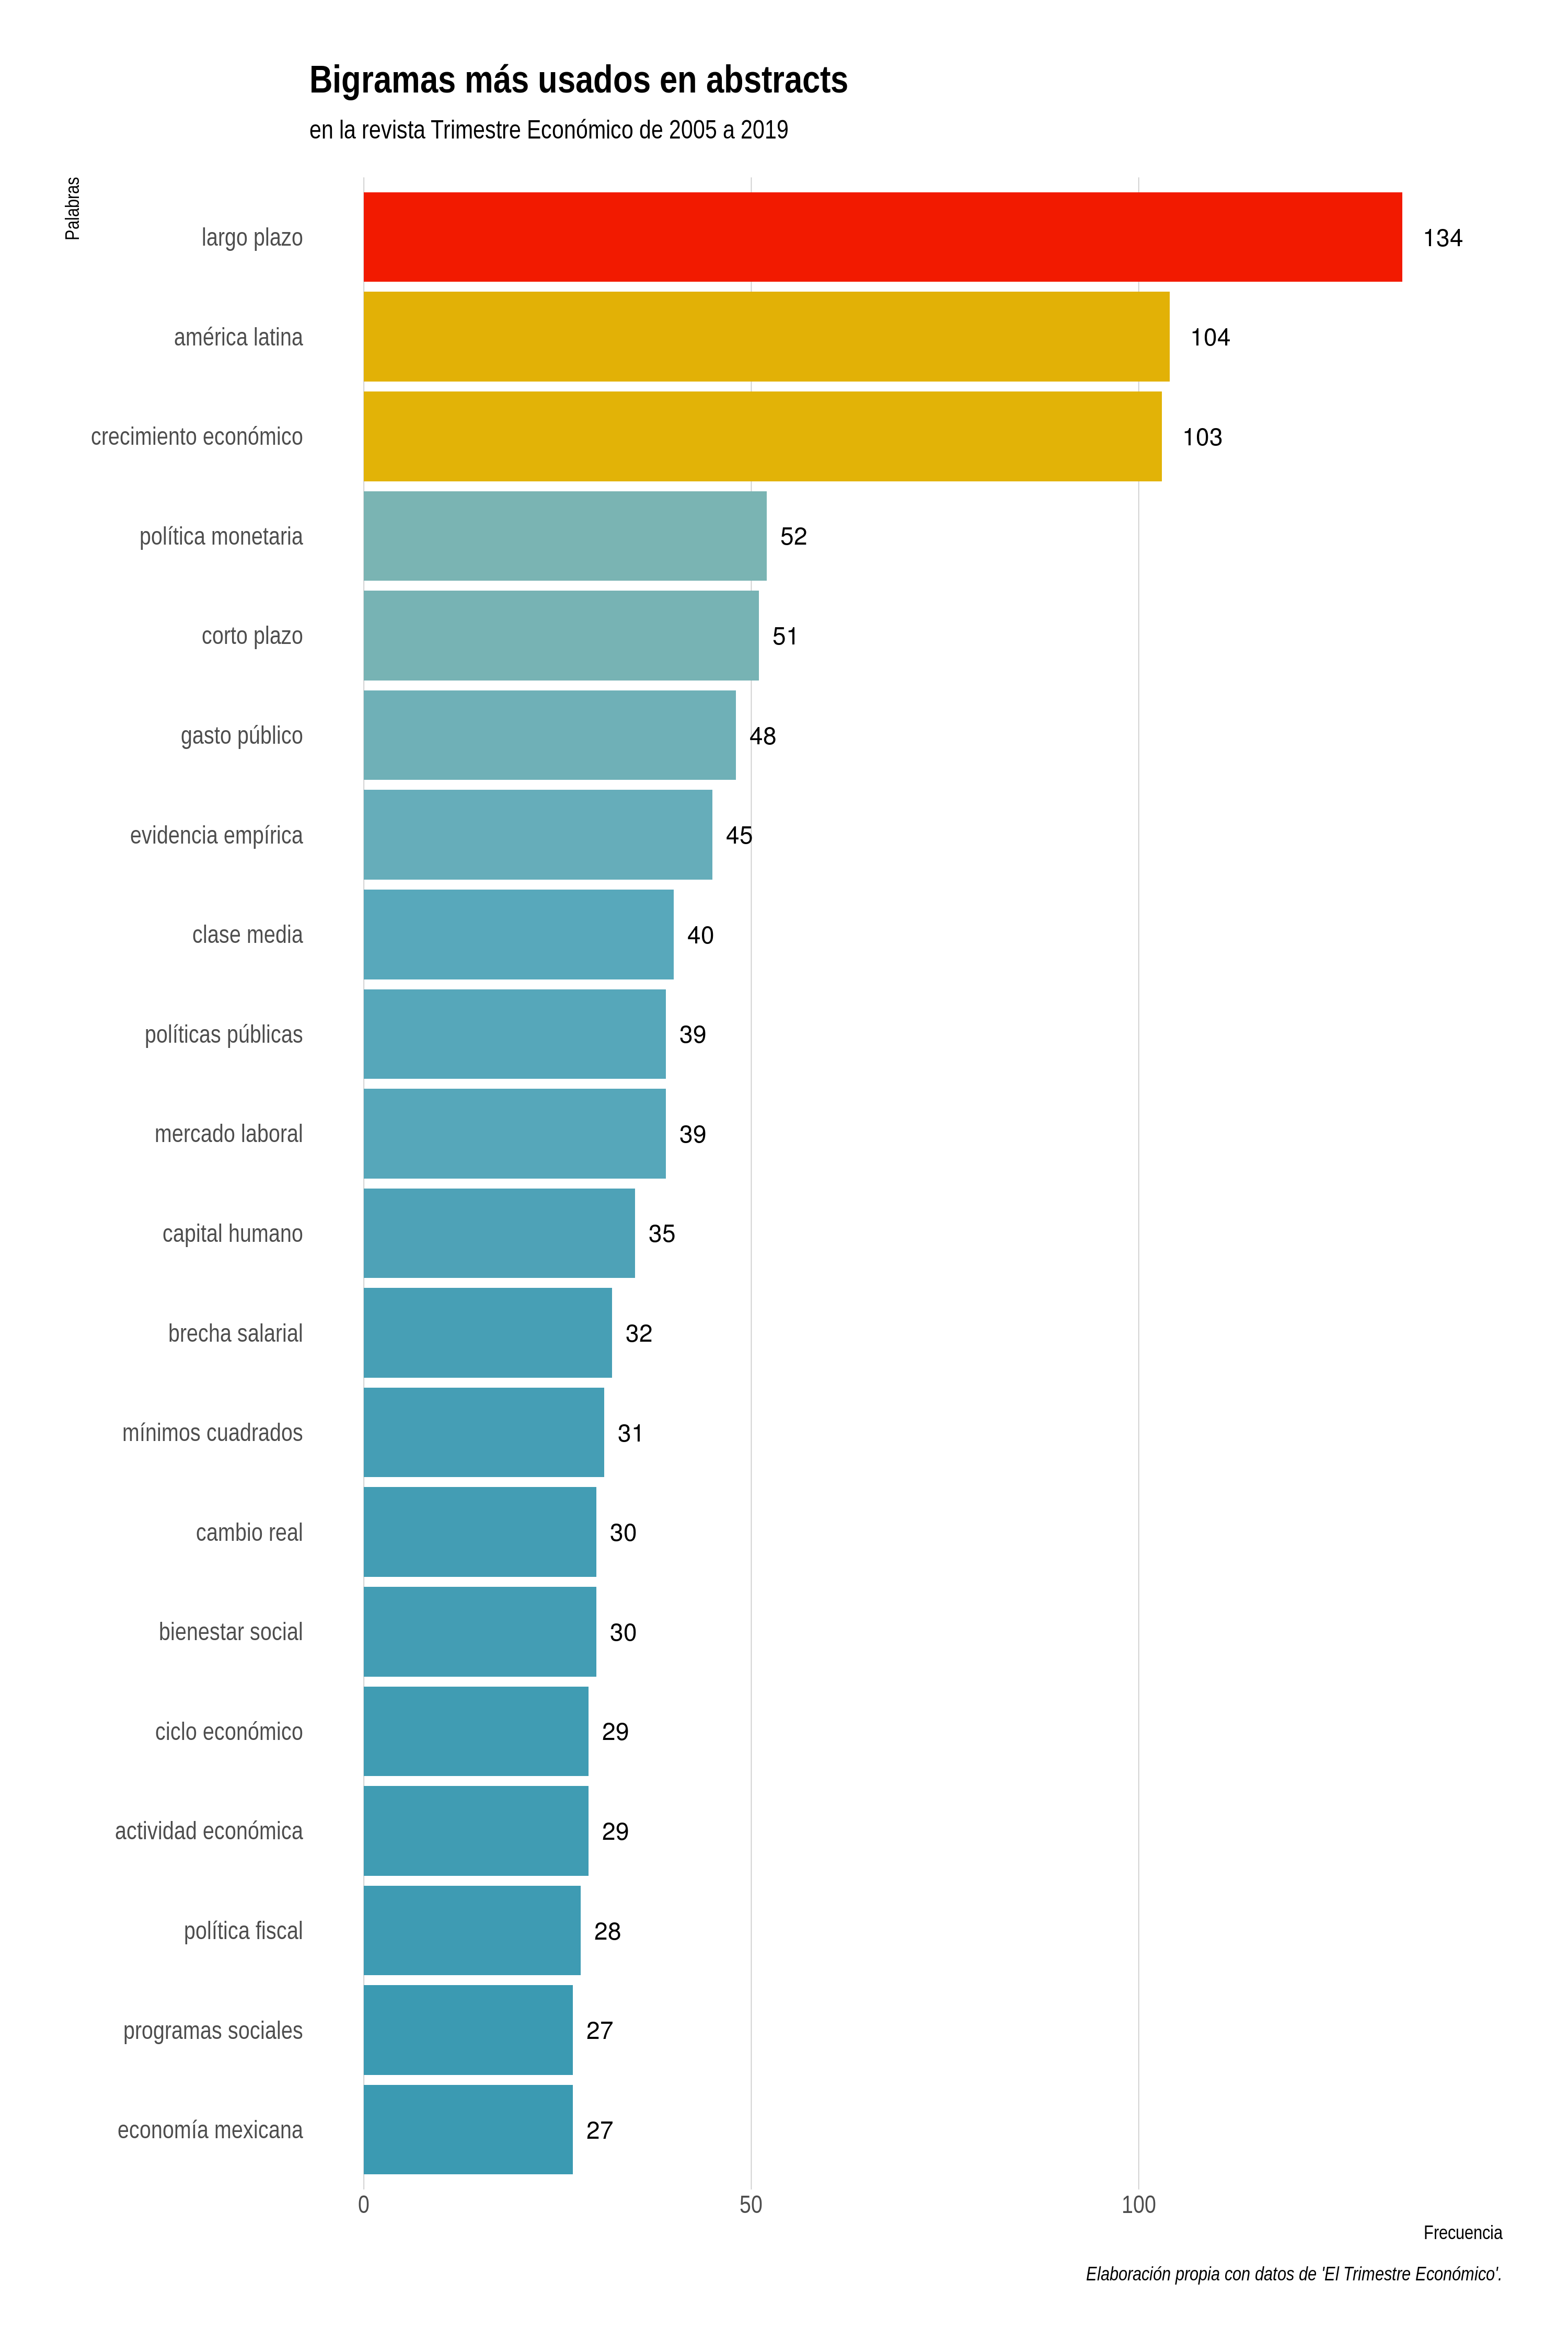 Bigramas más usados en abstracts
en la revista Trimestre Económico de 2005 a 2019
Palabras
largo plazo 134
américa latina 104
crecimiento económico 103
política monetaria 52
corto plazo 51
gasto público 48
evidencia empírica 45
clase media 40
políticas públicas 39
mercado laboral 39
capital humano 35
brecha salarial 32
mínimos cuadrados 31
cambio real 30
bienestar social 30
ciclo económico 29
actividad económica 29
política fiscal 28
programas sociales 27
economía mexicana 27
0 50 100
Frecuencia
Elaboración propia con datos de 'El Trimestre Económico'.